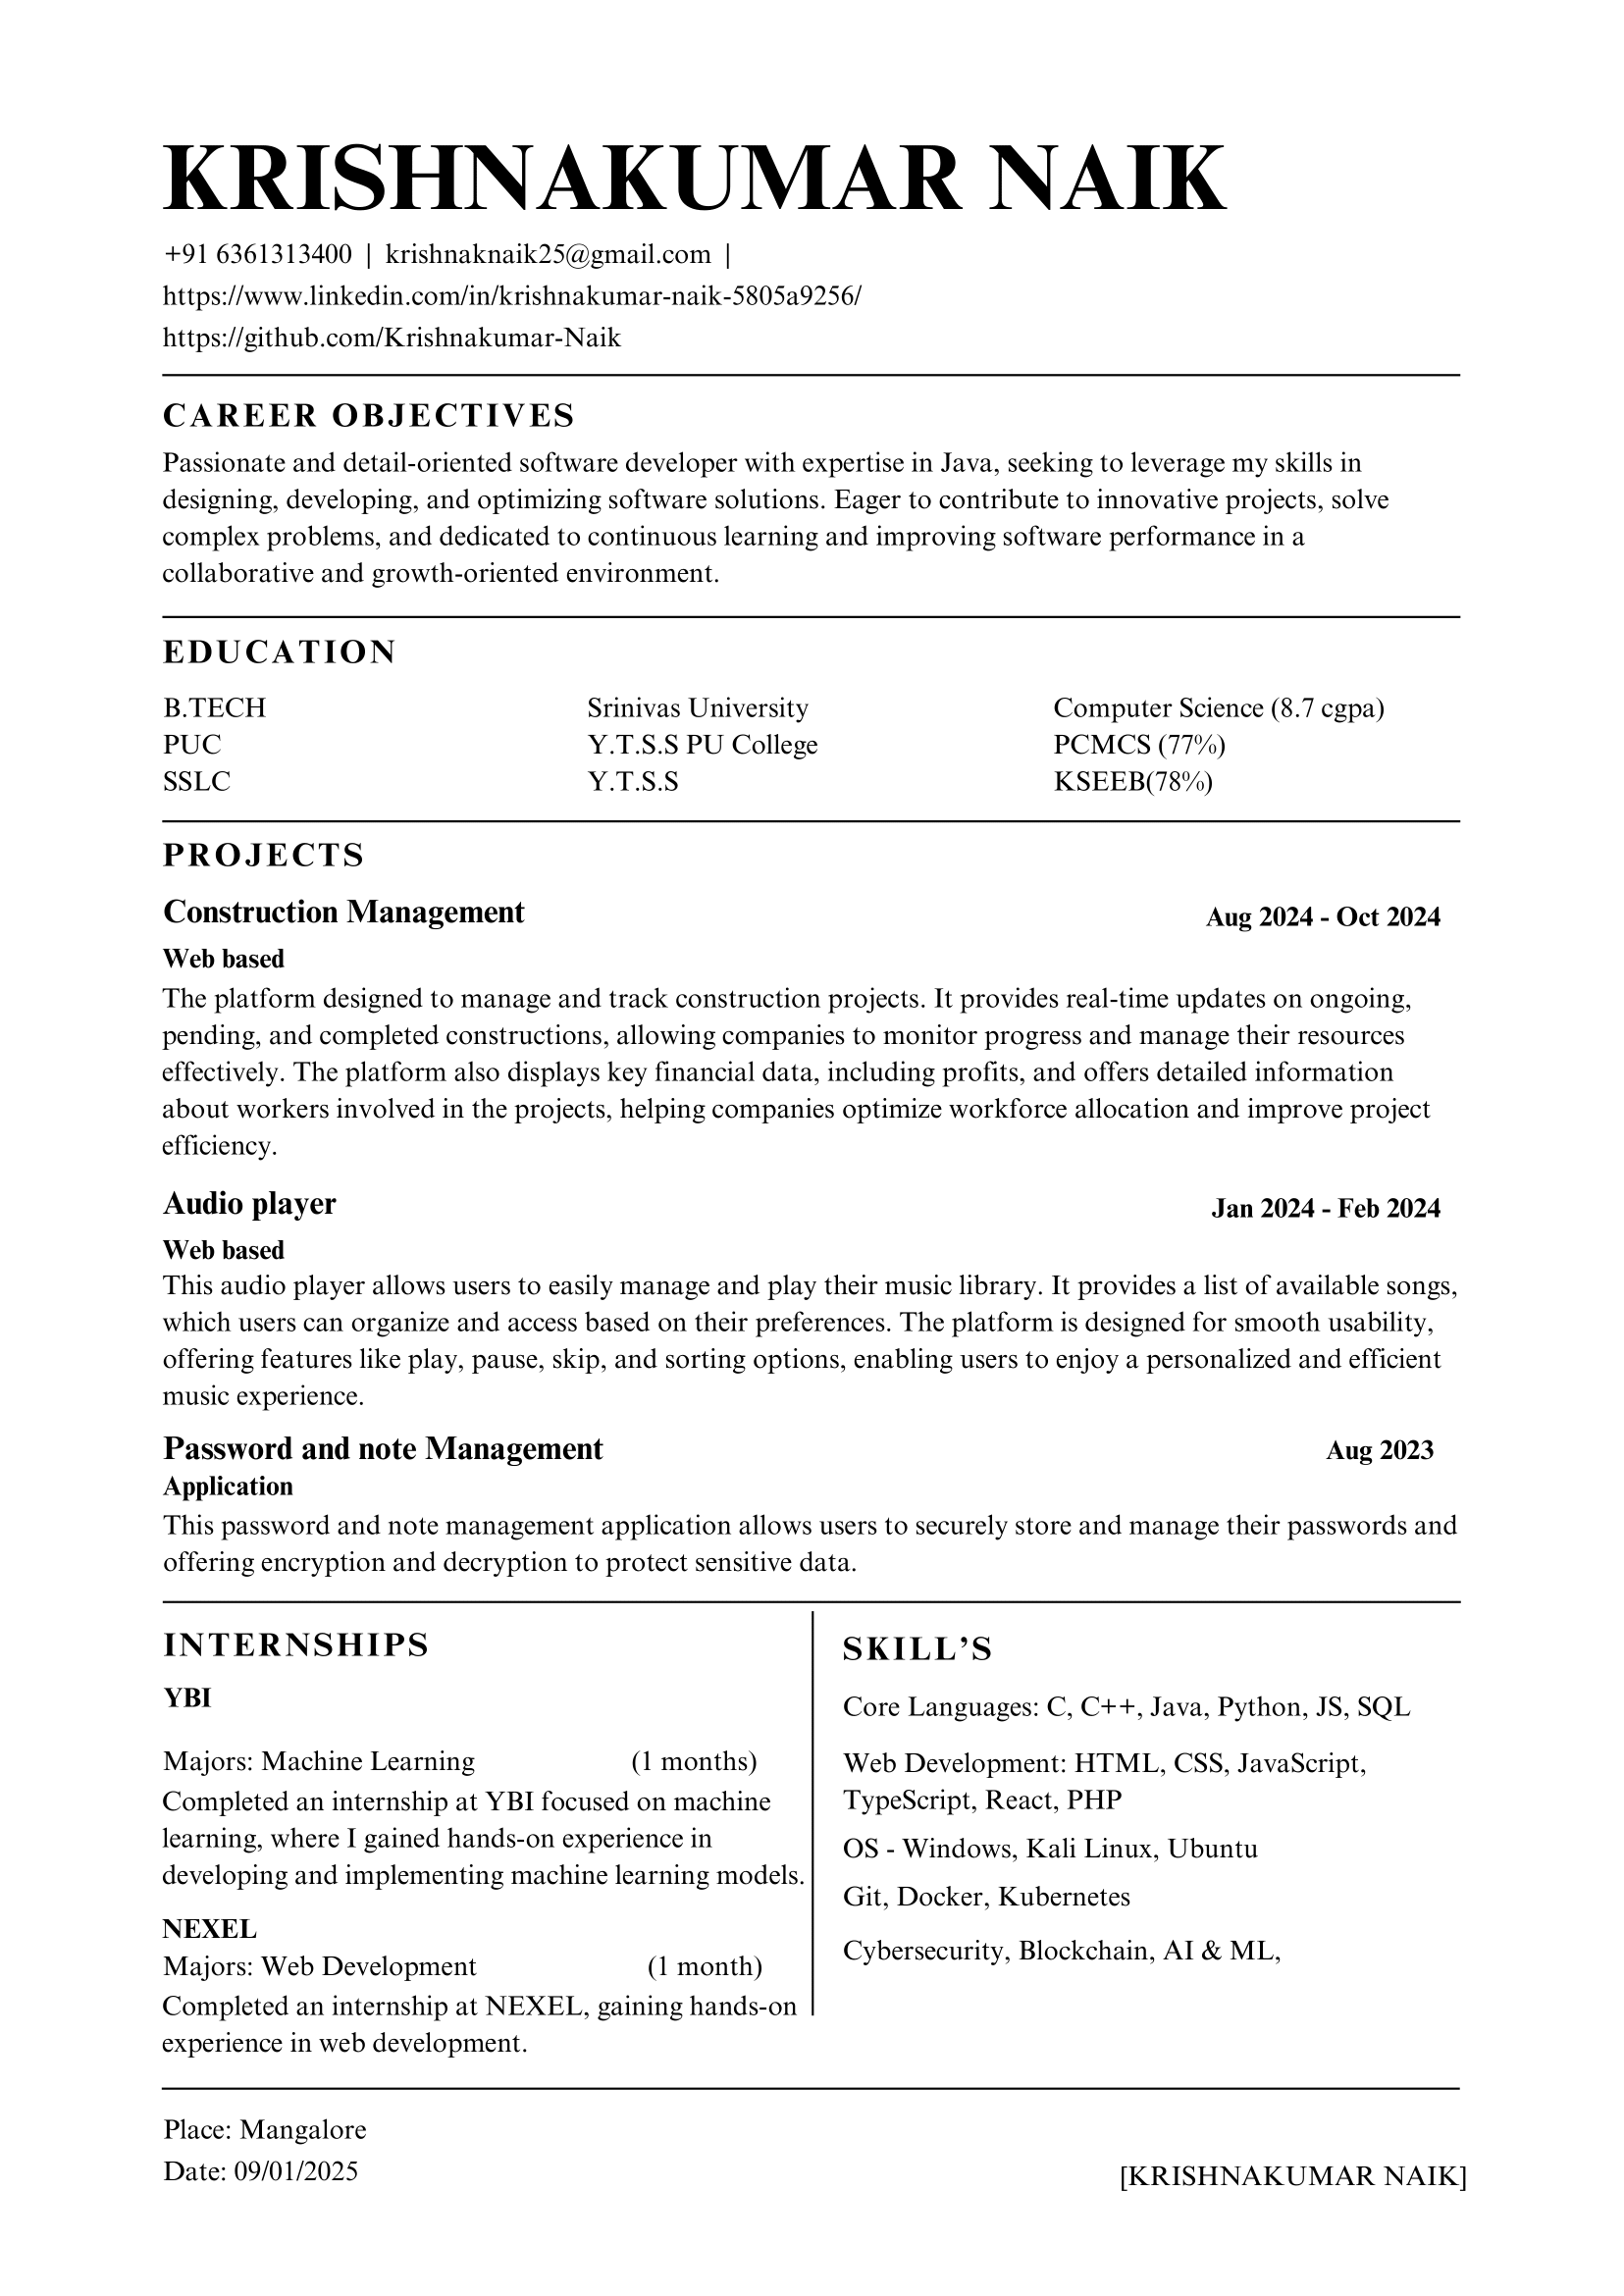 KRISHNAKUMAR NAIK
+91 6361313400 | krishnaknaik25@gmail.com |
https://www.linkedin.com/in/krishnakumar-naik-5805a9256/
https://github.com/Krishnakumar-Naik
CAREER OBJECTIVES
Passionate and detail-oriented software developer with expertise in Java, seeking to leverage my skills in
designing, developing, and optimizing software solutions. Eager to contribute to innovative projects, solve
complex problems, and dedicated to continuous learning and improving software performance in a
collaborative and growth-oriented environment.
EDUCATION
B.TECH Srinivas University Computer Science (8.7 cgpa)
PUC Y.T.S.S PU College PCMCS (77%)
SSLC Y.T.S.S KSEEB(78%)
PROJECTS
Construction Management Aug 2024 - Oct 2024
Web based
The platform designed to manage and track construction projects. It provides real-time updates on ongoing,
pending, and completed constructions, allowing companies to monitor progress and manage their resources
effectively. The platform also displays key financial data, including profits, and offers detailed information
about workers involved in the projects, helping companies optimize workforce allocation and improve project
efficiency.
Audio player Jan 2024 - Feb 2024
Web based
This audio player allows users to easily manage and play their music library. It provides a list of available songs,
which users can organize and access based on their preferences. The platform is designed for smooth usability,
offering features like play, pause, skip, and sorting options, enabling users to enjoy a personalized and efficient
music experience.
Password and note Management Aug 2023
Application
This password and note management application allows users to securely store and manage their passwords and
offering encryption and decryption to protect sensitive data.
INTERNSHIPS
YBI
Majors: Machine Learning (1 months)
Completed an internship at YBI focused on machine
learning, where I gained hands-on experience in
developing and implementing machine learning models.
NEXEL
Majors: Web Development (1 month)
Completed an internship at NEXEL, gaining hands-on
experience in web development.
SKILL'S
Core Languages: C, C++, Java, Python, JS, SQL
Web Development: HTML, CSS, JavaScript,
TypeScript, React, PHP
OS - Windows, Kali Linux, Ubuntu
Git, Docker, Kubernetes
Cybersecurity, Blockchain, AI & ML,
Place: Mangalore
Date: 09/01/2025
[KRISHNAKUMAR NAIK]